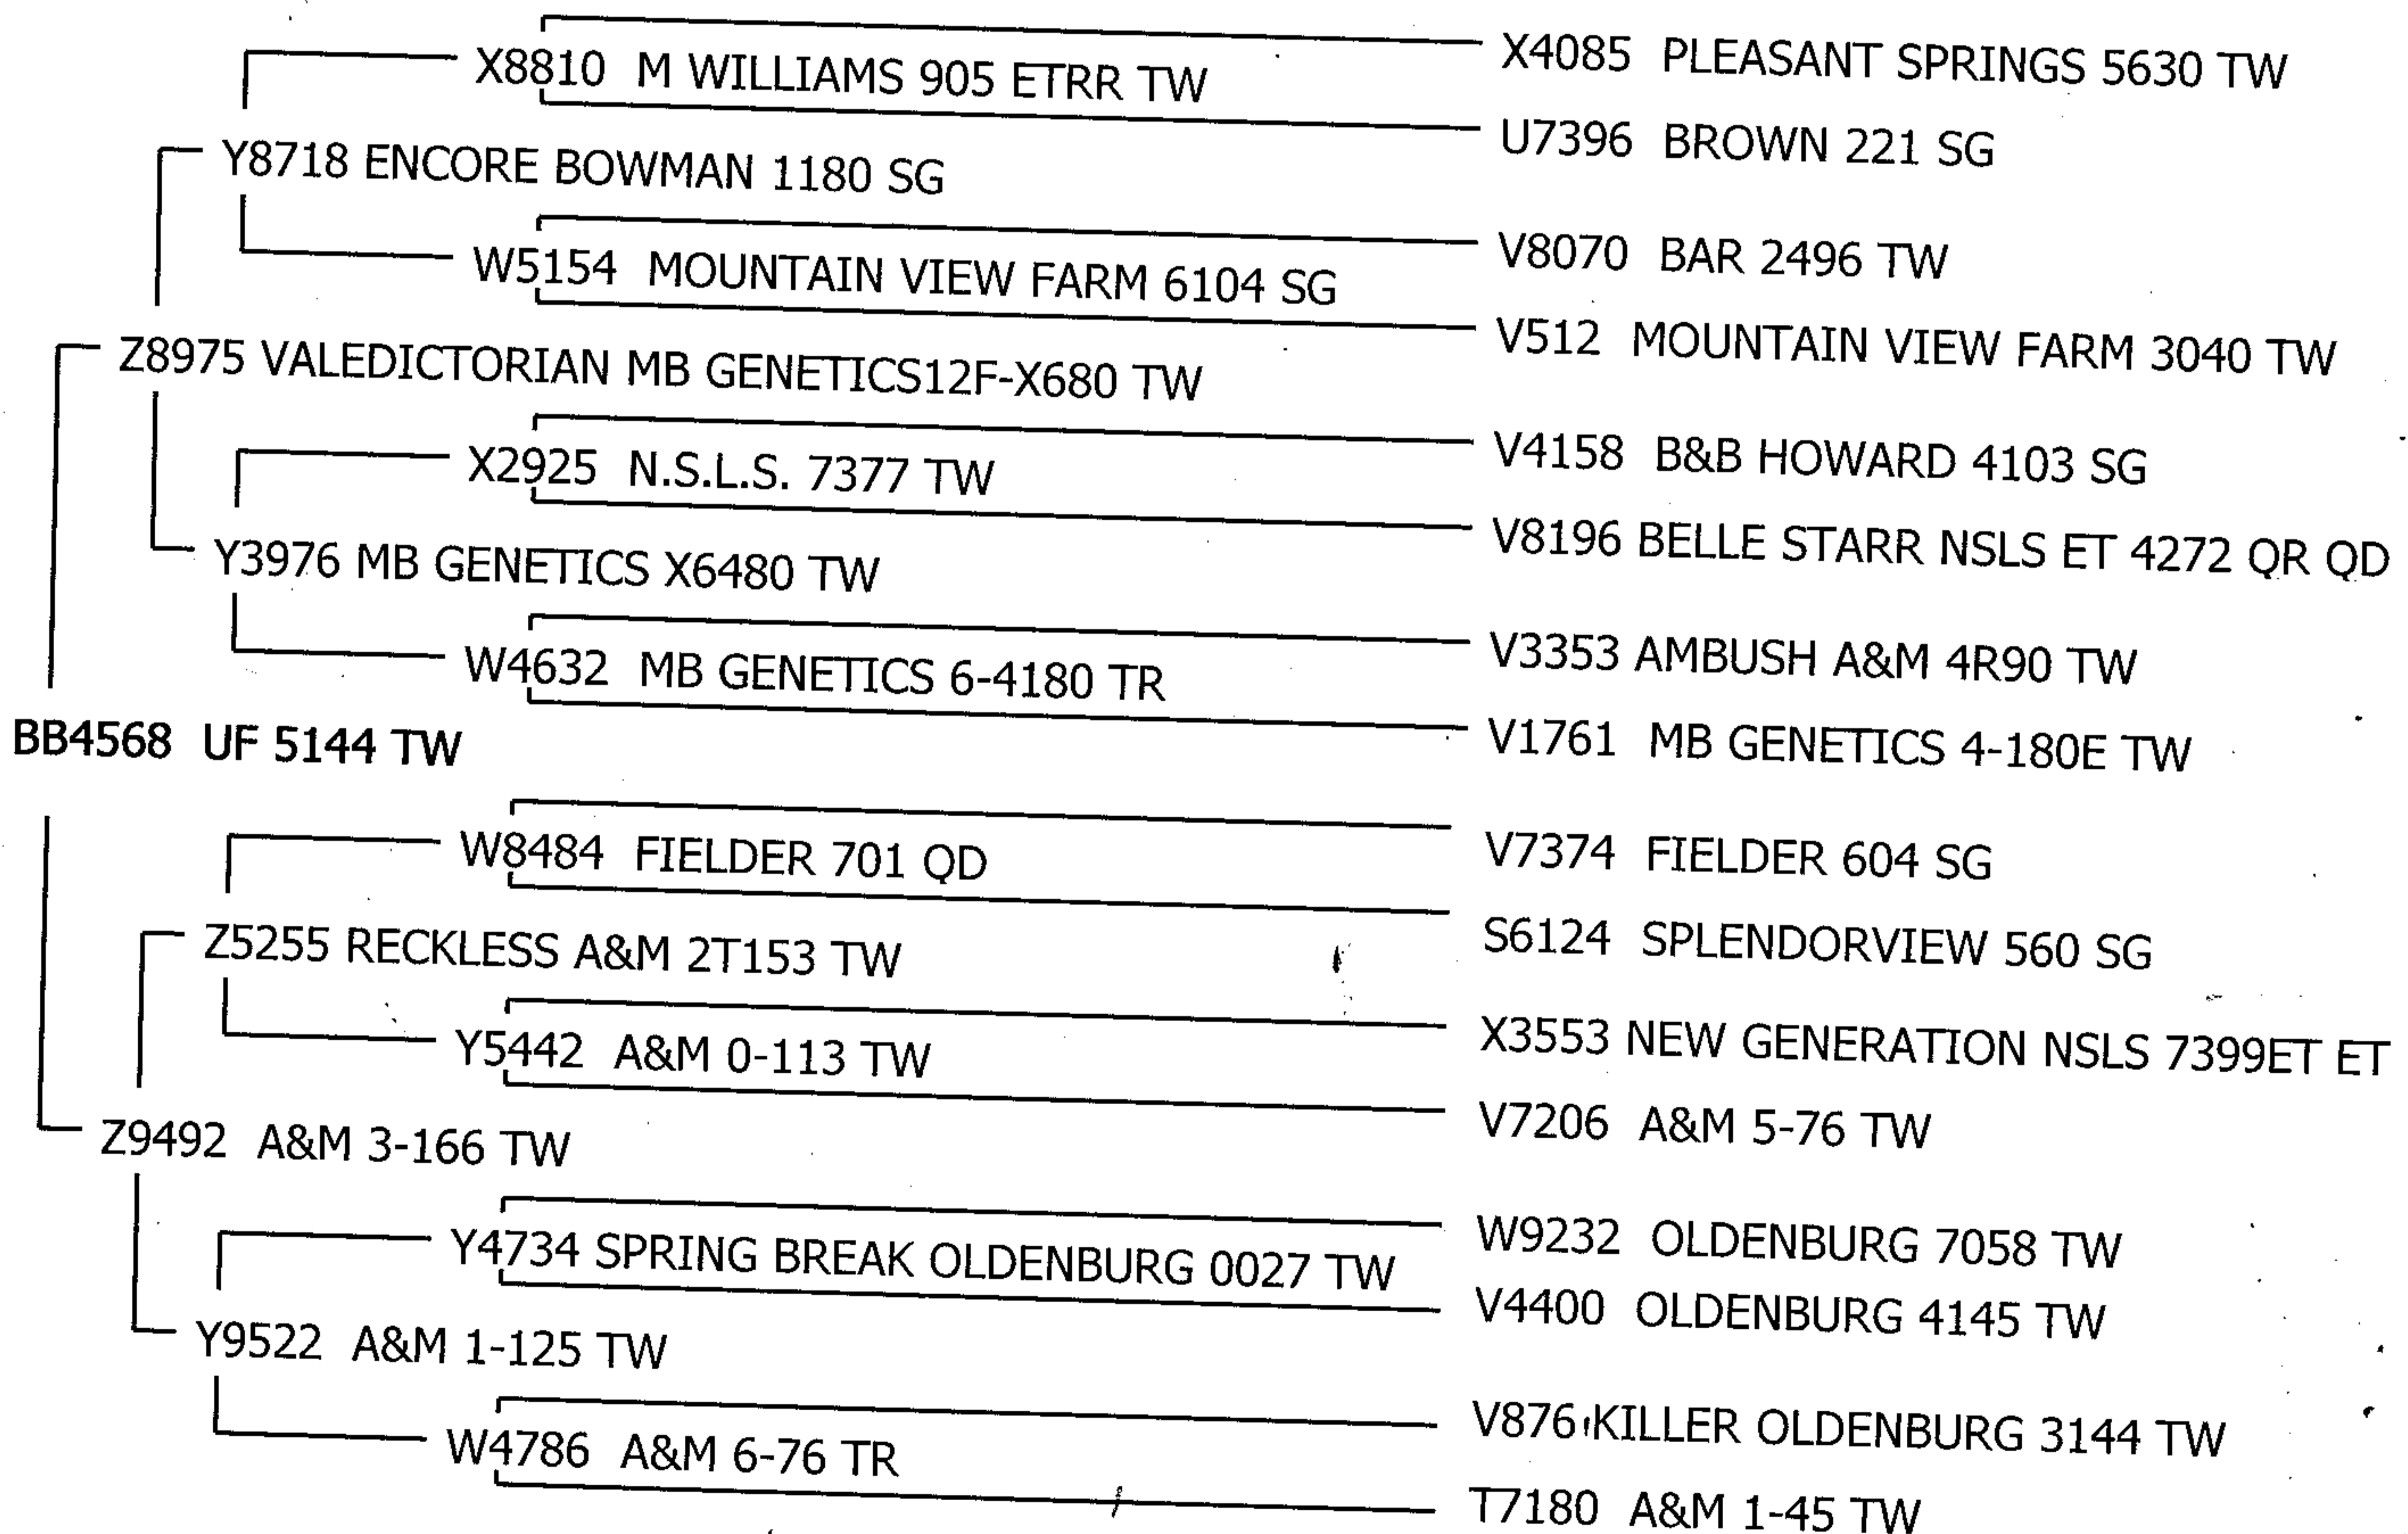 X4085 PLEASANT SPRINGS 5630 TW
X8810 M WILLIAMS 905 ETRR TW
U7396 BROWN 221 SG
Y8718 ENCORE BOWMAN 1180 SG
V8070 BAR 2496 TW
W5154 MOUNTAIN VIEW FARM 6104 SG
V512 MOUNTAIN VIEW FARM 3040 TW
Z8975 VALEDICTORIAN MB GENETICS12F-X680 TW
V4158 B&B HOWARD 4103 SG
X2925 N.S.L.S. 7377 TW
V8196 BELLE STARR NSLS ET 4272 QR QD
Y3976 MB GENETICS X6480 TW
V3353 AMBUSH A&M 4R90 TW
W4632 MB GENETICS 6-4180 TR
V1761 MB GENETICS 4-180E TW
BB4568 UF 5144 TW
V7374 FIELDER 604 SG
W8484 FIELDER 701 QD
S6124 SPLENDORVIEW 560 SG
Z5255 RECKLESS A&M 2T153 TW
X3553 NEW GENERATION NSLS 7399ET ET
Y5442 A&M 0-113 TW
V7206 A&M 5-76 TW
Z9492 A&M 3-166 TW
W9232 OLDENBURG 7058 TW
Y4734 SPRING BREAK OLDENBURG 0027 TW
V4400 OLDENBURG 4145 TW
Y9522 A&M 1-125 TW
V876 KILLER OLDENBURG 3144 TW
W4786 A&M 6-76 TR
T7180 A&M 1-45 TW